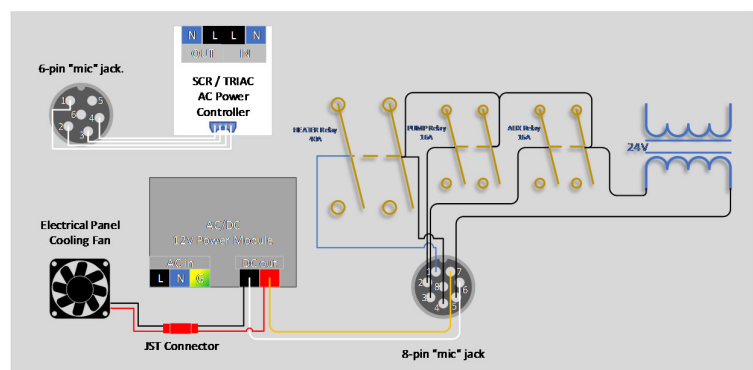 N L L N
OUT IN
6-pin "mic" jack.
SCR / TRIAC
AC Power
Controller
1 5
6
4
2
3
HEATER Relay
40A
PUMP Relay
16A
AUX Relay
16A
24V
AC/DC
12V Power Module
AC In
DC out
L N G
Electrical Panel
Cooling Fan
JST Connector
1 7
2 8 6
3 5
4
8-pin "mic" jack